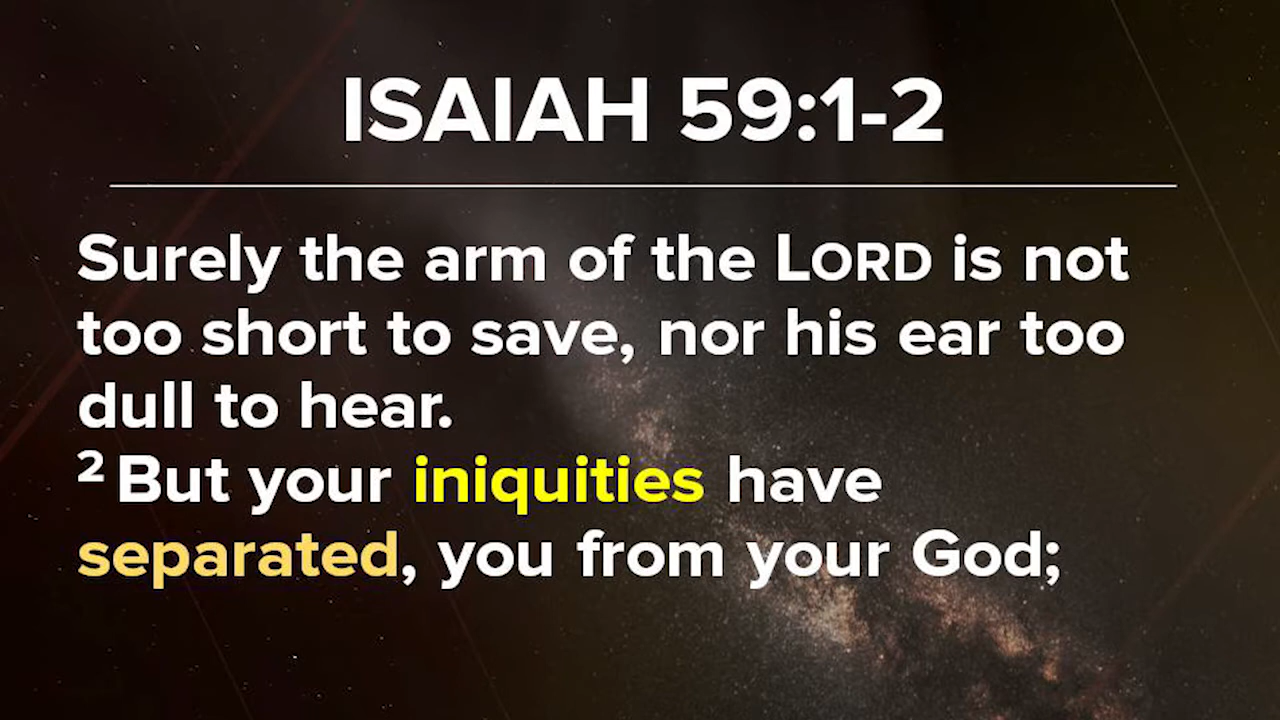 ISAIAH 59:1-2
Surely the arm of the LORD is not
too short to save, nor his ear too
dull to hear.
² But your iniquities have
separated, you from your God;